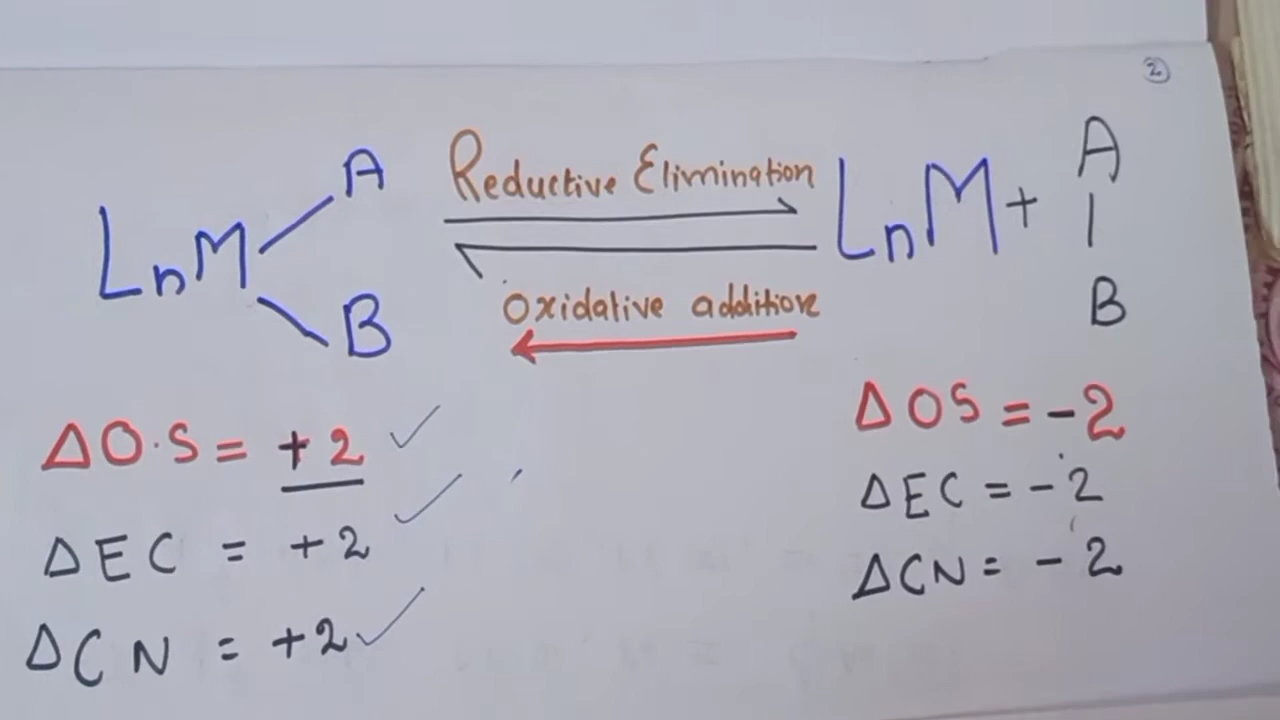 2
Reductive Elimination
LnM
A
B
LnM + A
|
B
Oxidative addition
ΔO.S = +2 ✓
ΔEC = +2 ✓
ΔCN = +2 ✓
ΔOS = -2
ΔEC = -2
ΔCN = -2